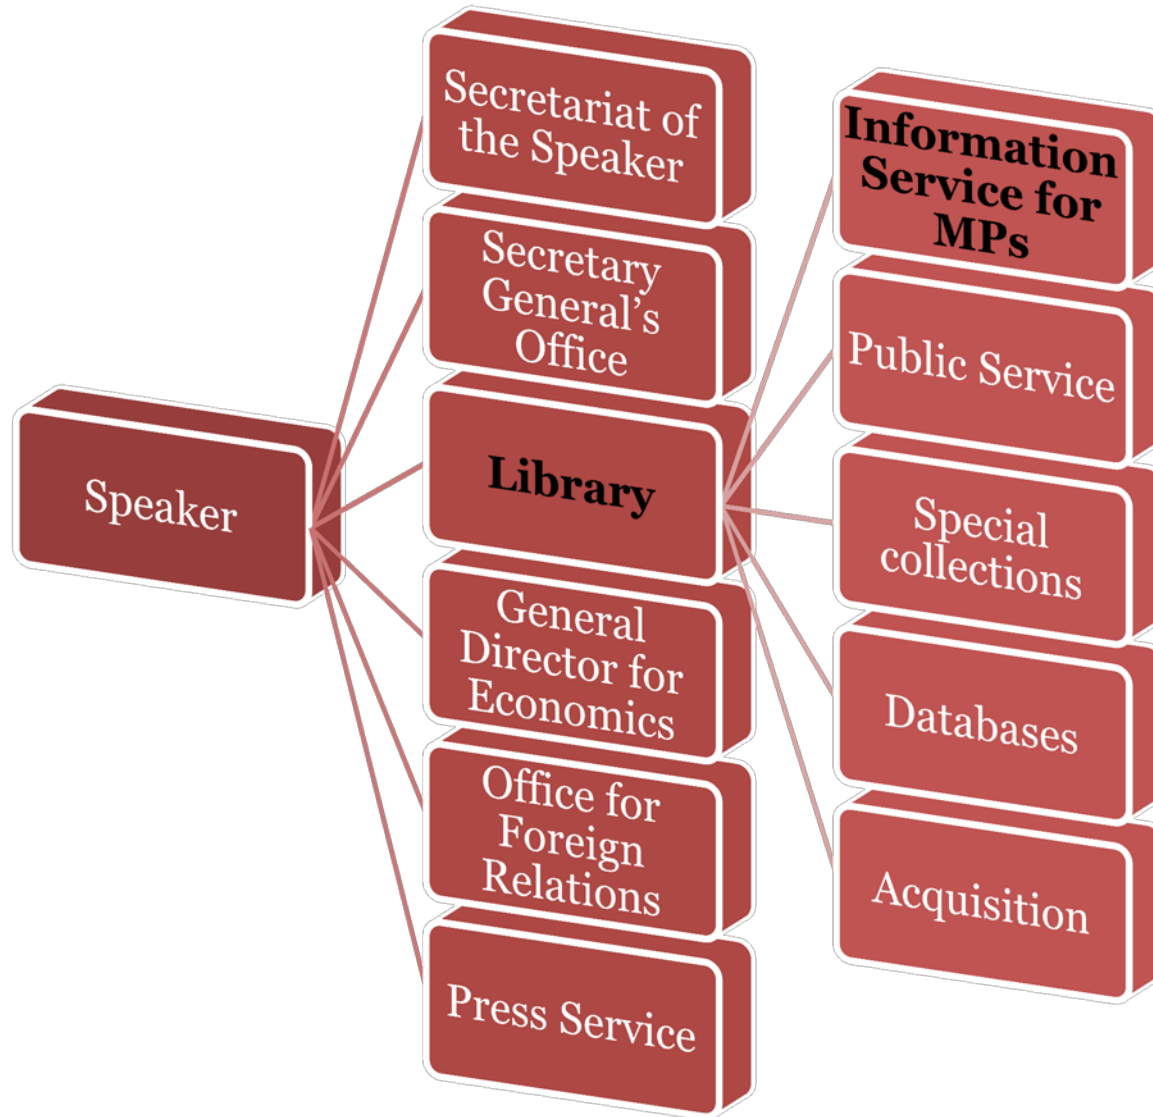 Speaker
Secretariat of
the Speaker
Secretary
General’s
Office
Library
General
Director for
Economics
Office for
Foreign
Relations
Press Service
Information
Service for
MPs
Public Service
Special
collections
Databases
Acquisition